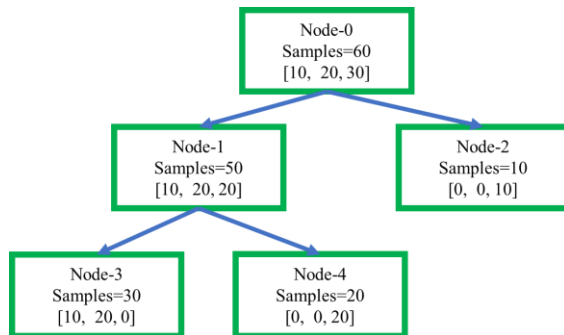 Node-0
Samples=60
[10, 20, 30]
Node-1
Samples=50
[10, 20, 20]
Node-2
Samples=10
[0, 0, 10]
Node-3
Samples=30
[10, 20, 0]
Node-4
Samples=20
[0, 0, 20]